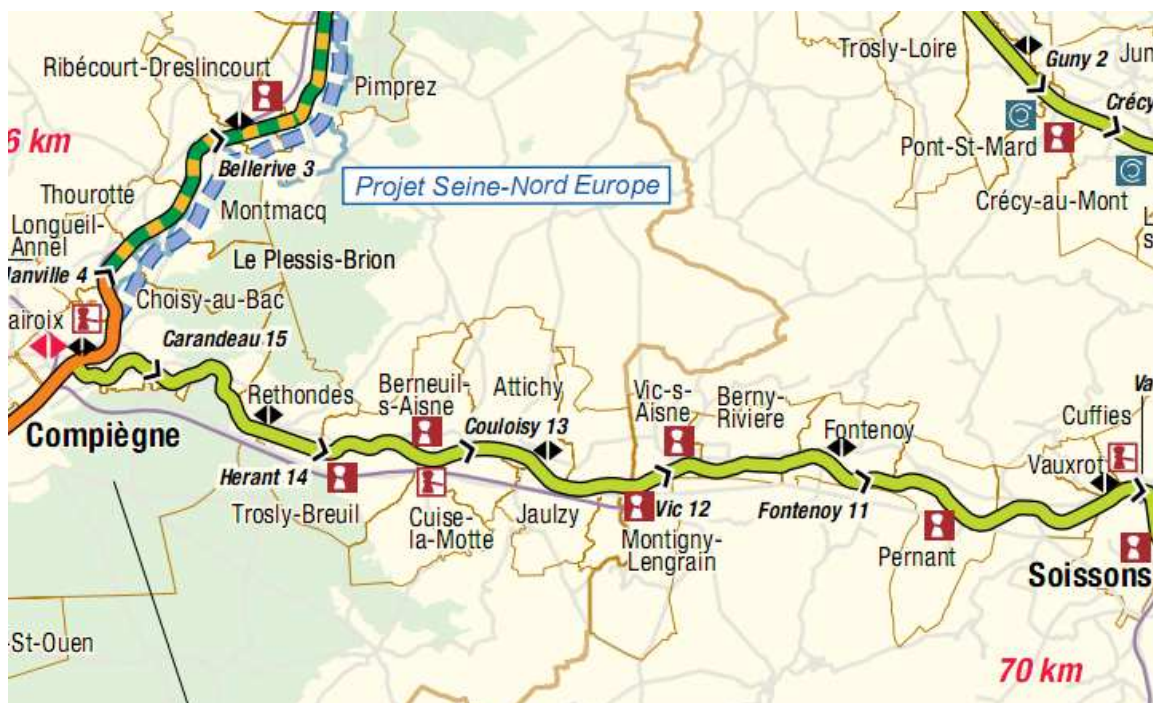 Trosly-Loire
Guny 2
Ribécourt-Dreslincourt
Pimprez
Crécy
6 km
Pont-St-Mard
Bellerive 3
Projet Seine-Nord Europe
Thourotte
Montmacq
Crécy-au-Mont
Longueil-
Annel
Le Plessis-Brion
Janville 4
Choisy-au-Bac
Carandeau 15
Rethondes
Berneuil-
s-Aisne
Attichy
Vic-s-
Aisne
Berny-
Riviere
Cuffies
Couloisy 13
Fontenoy
Compiègne
Vauxrot
Herant 14
Trosly-Breuil
Cuise-
la-Motte
Jaulzy
Vic 12
Fontenoy 11
Montigny-
Lengrain
Pernant
Soissons
-St-Ouen
70 km